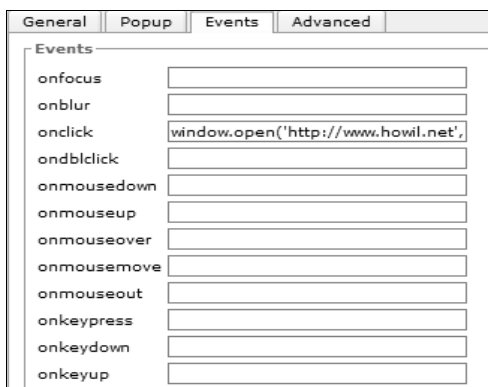 General Popup Events Advanced
Events
onfocus
onblur
onclick window.open('http://www.howil.net',
ondblclick
onmousedown
onmouseup
onmouseover
onmousemove
onmouseout
onkeypress
onkeydown
onkeyup